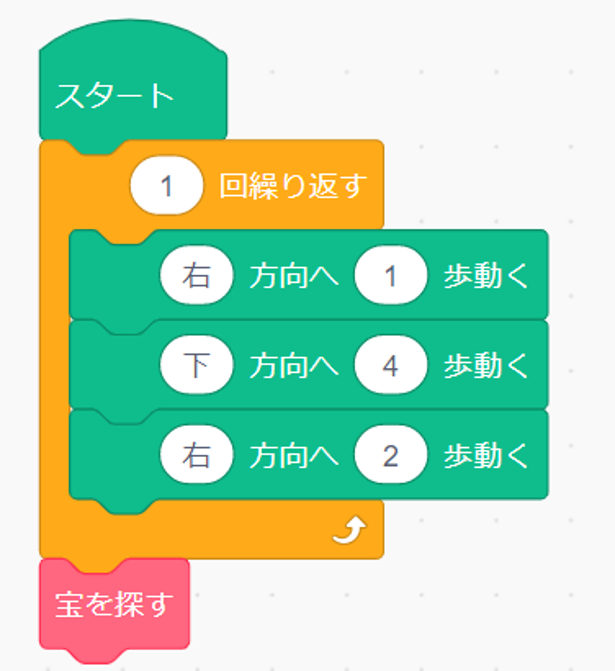 スタート
1 回繰り返す
右 方向へ 1 歩動く
下 方向へ 4 歩動く
右 方向へ 2 歩動く
宝を探す